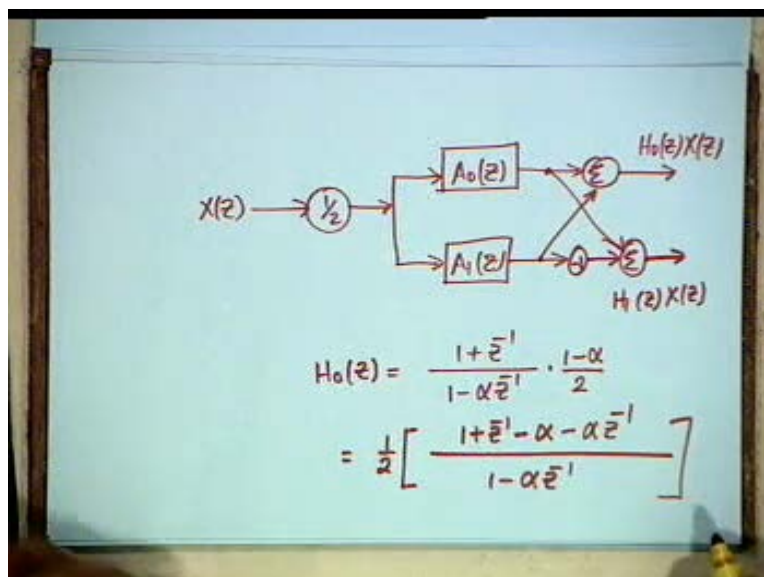 A₀(z) Σ H₀(z)X(z)
X(z) ½
A₁(z) -1 Σ
H₁(z)X(z)
H₀(z) = (1+z⁻¹)/(1-αz⁻¹) · (1-α)/2
= ½ [ (1+z⁻¹-α-αz⁻¹)/(1-αz⁻¹) ]